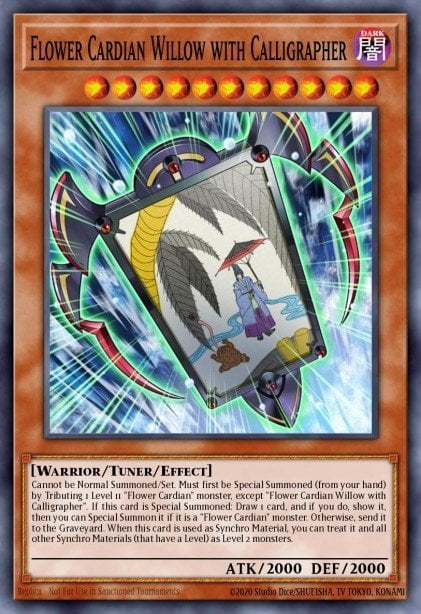 FLOWER CARDIAN WILLOW WITH CALLIGRAPHER
DARK
闇
[WARRIOR/TUNER/EFFECT]
Cannot be Normal Summoned/Set. Must first be Special Summoned (from your hand)
by Tributing 1 Level 11 "Flower Cardian" monster, except "Flower Cardian Willow with
Calligrapher". If this card is Special Summoned: Draw 1 card, and if you do, show it,
then you can Special Summon it if it is a "Flower Cardian" monster. Otherwise, send it
to the Graveyard. When this card is used as Synchro Material, you can treat it and all
other Synchro Materials (that have a Level) as Level 2 monsters.
ATK/2000 DEF/2000
Replica - Not For Use in Sanctioned Tournaments
©2020 Studio Dice/SHUEISHA, TV TOKYO, KONAMI